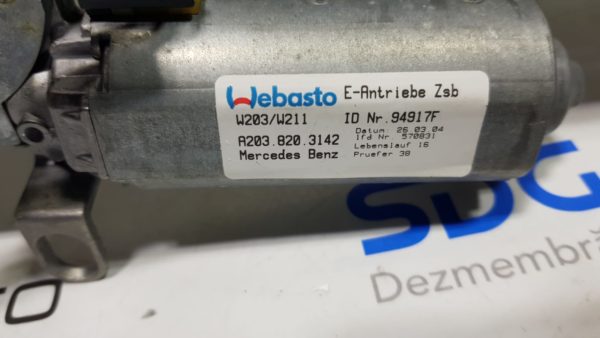 Webasto E-Antriebe Zsb
W203/W211 ID Nr.94917F
A203.820.3142 Datum: 26.03.04
lfd Nr. 570831
Mercedes Benz Lebenslauf 16
Pruefer 38
SDG
Dezmembră